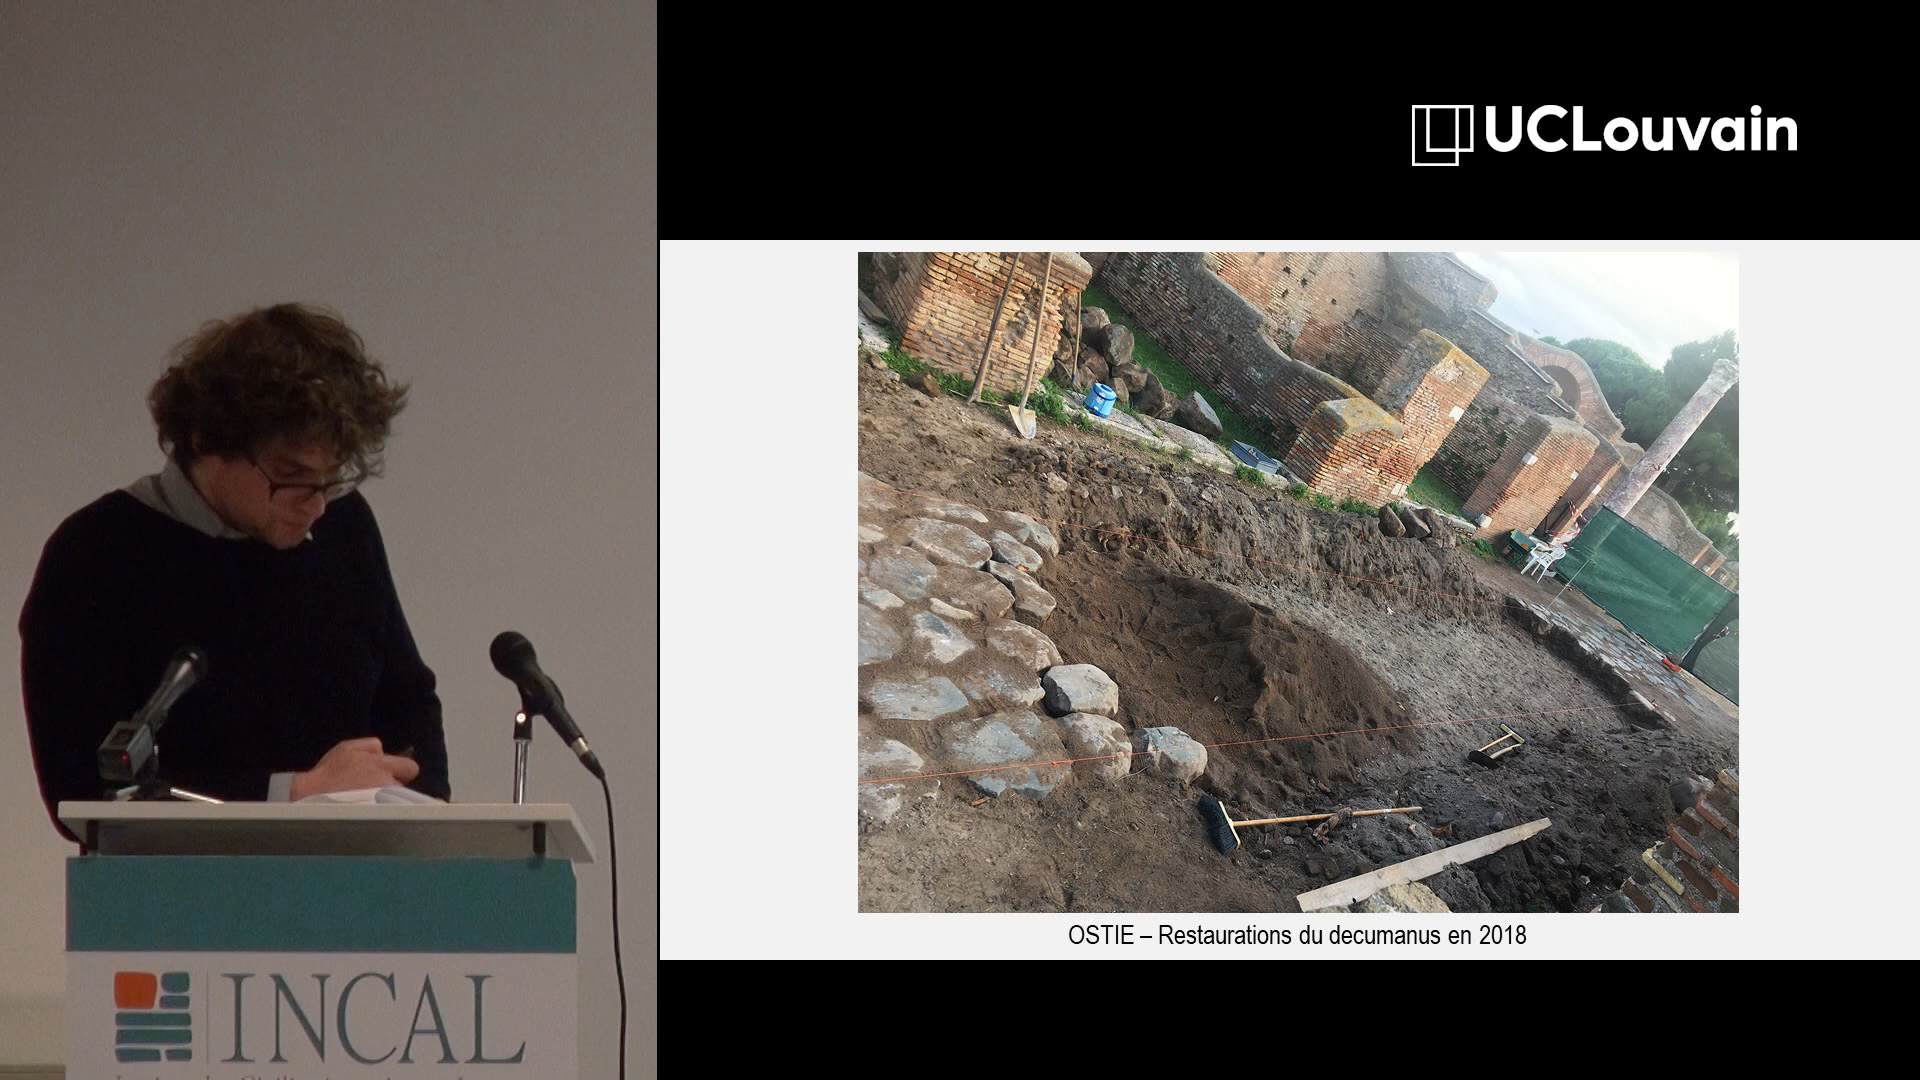 UCLouvain
OSTIE – Restaurations du decumanus en 2018
INCAL